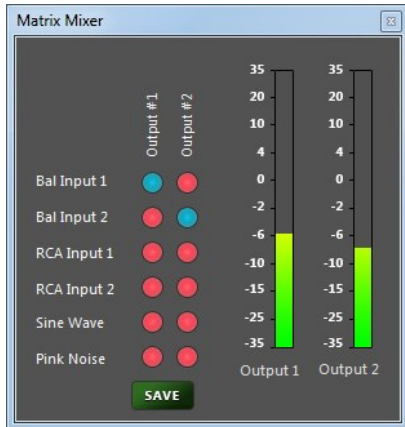 Matrix Mixer
Output #1
Output #2
Bal Input 1
Bal Input 2
RCA Input 1
RCA Input 2
Sine Wave
Pink Noise
SAVE
35
20
10
4
0
-2
-6
-10
-15
-25
-35
Output 1
35
20
10
4
0
-2
-6
-10
-15
-25
-35
Output 2